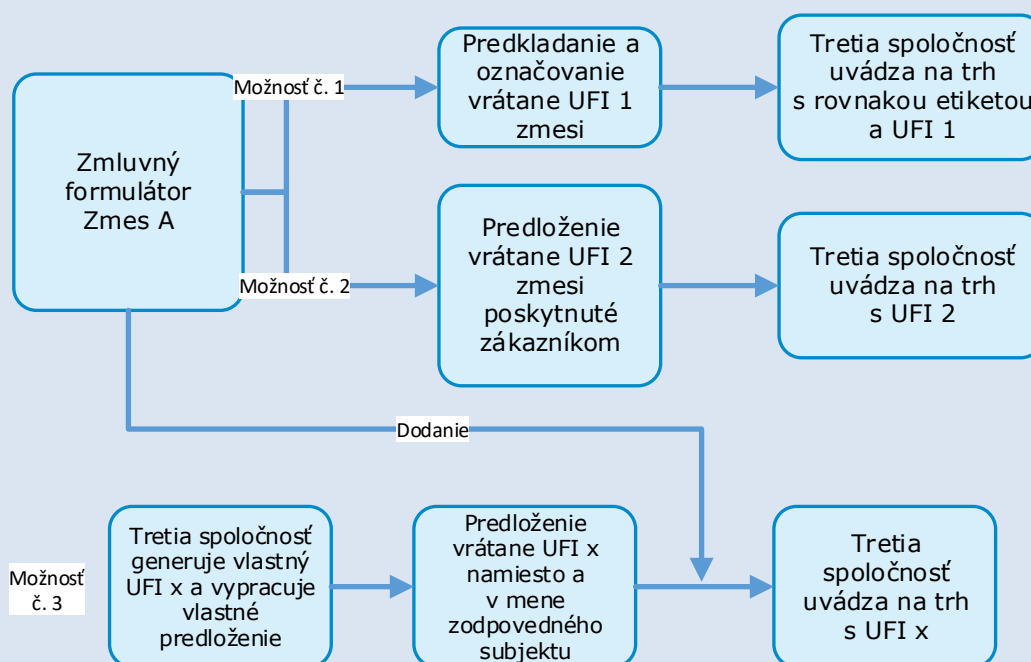 Zmluvný
formulátor
Zmes A
Možnosť č. 1
Predkladanie a
označovanie
vrátane UFI 1
zmesi
Tretia spoločnosť
uvádza na trh
s rovnakou etiketou
a UFI 1
Možnosť č. 2
Predloženie
vrátane UFI 2
zmesi
poskytnuté
zákazníkom
Tretia spoločnosť
uvádza na trh
s UFI 2
Dodanie
Možnosť
č. 3
Tretia spoločnosť
generuje vlastný
UFI x a vypracuje
vlastné
predloženie
Predloženie
vrátane UFI x
namiesto a
v mene
zodpovedného
subjektu
Tretia
spoločnosť
uvádza na trh
s UFI x